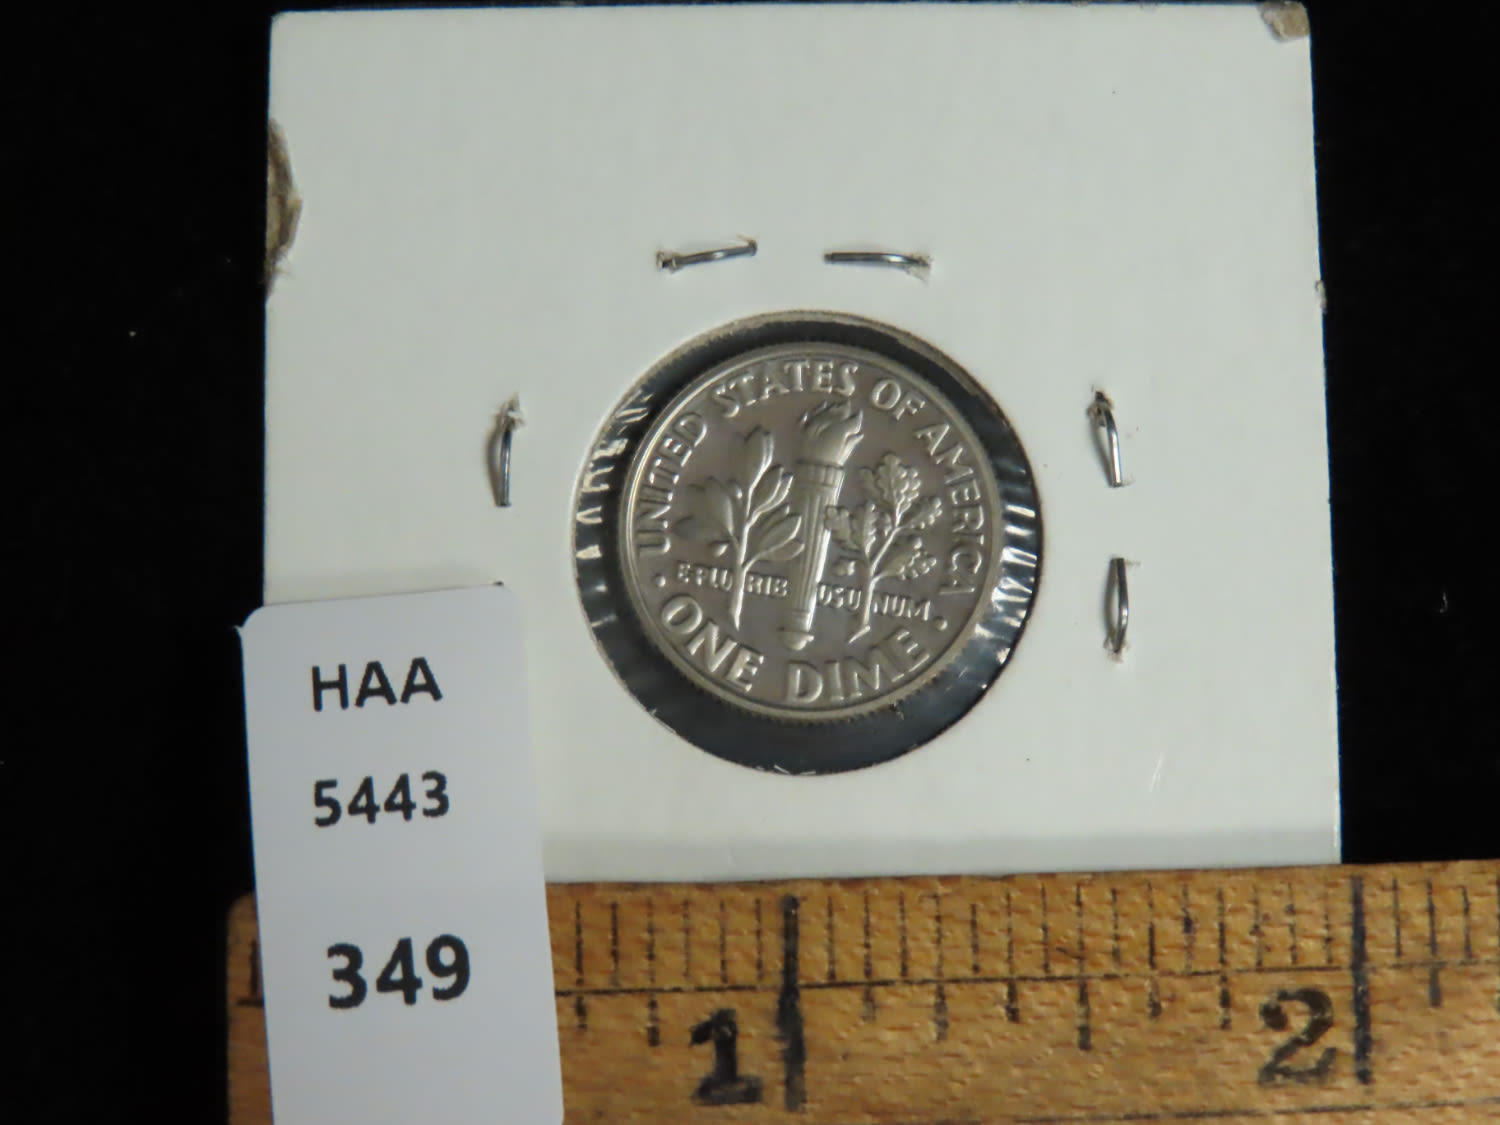 UNITED STATES OF AMERICA
E PLURIBUS UNUM
• ONE DIME •
HAA
5443
349
1
2